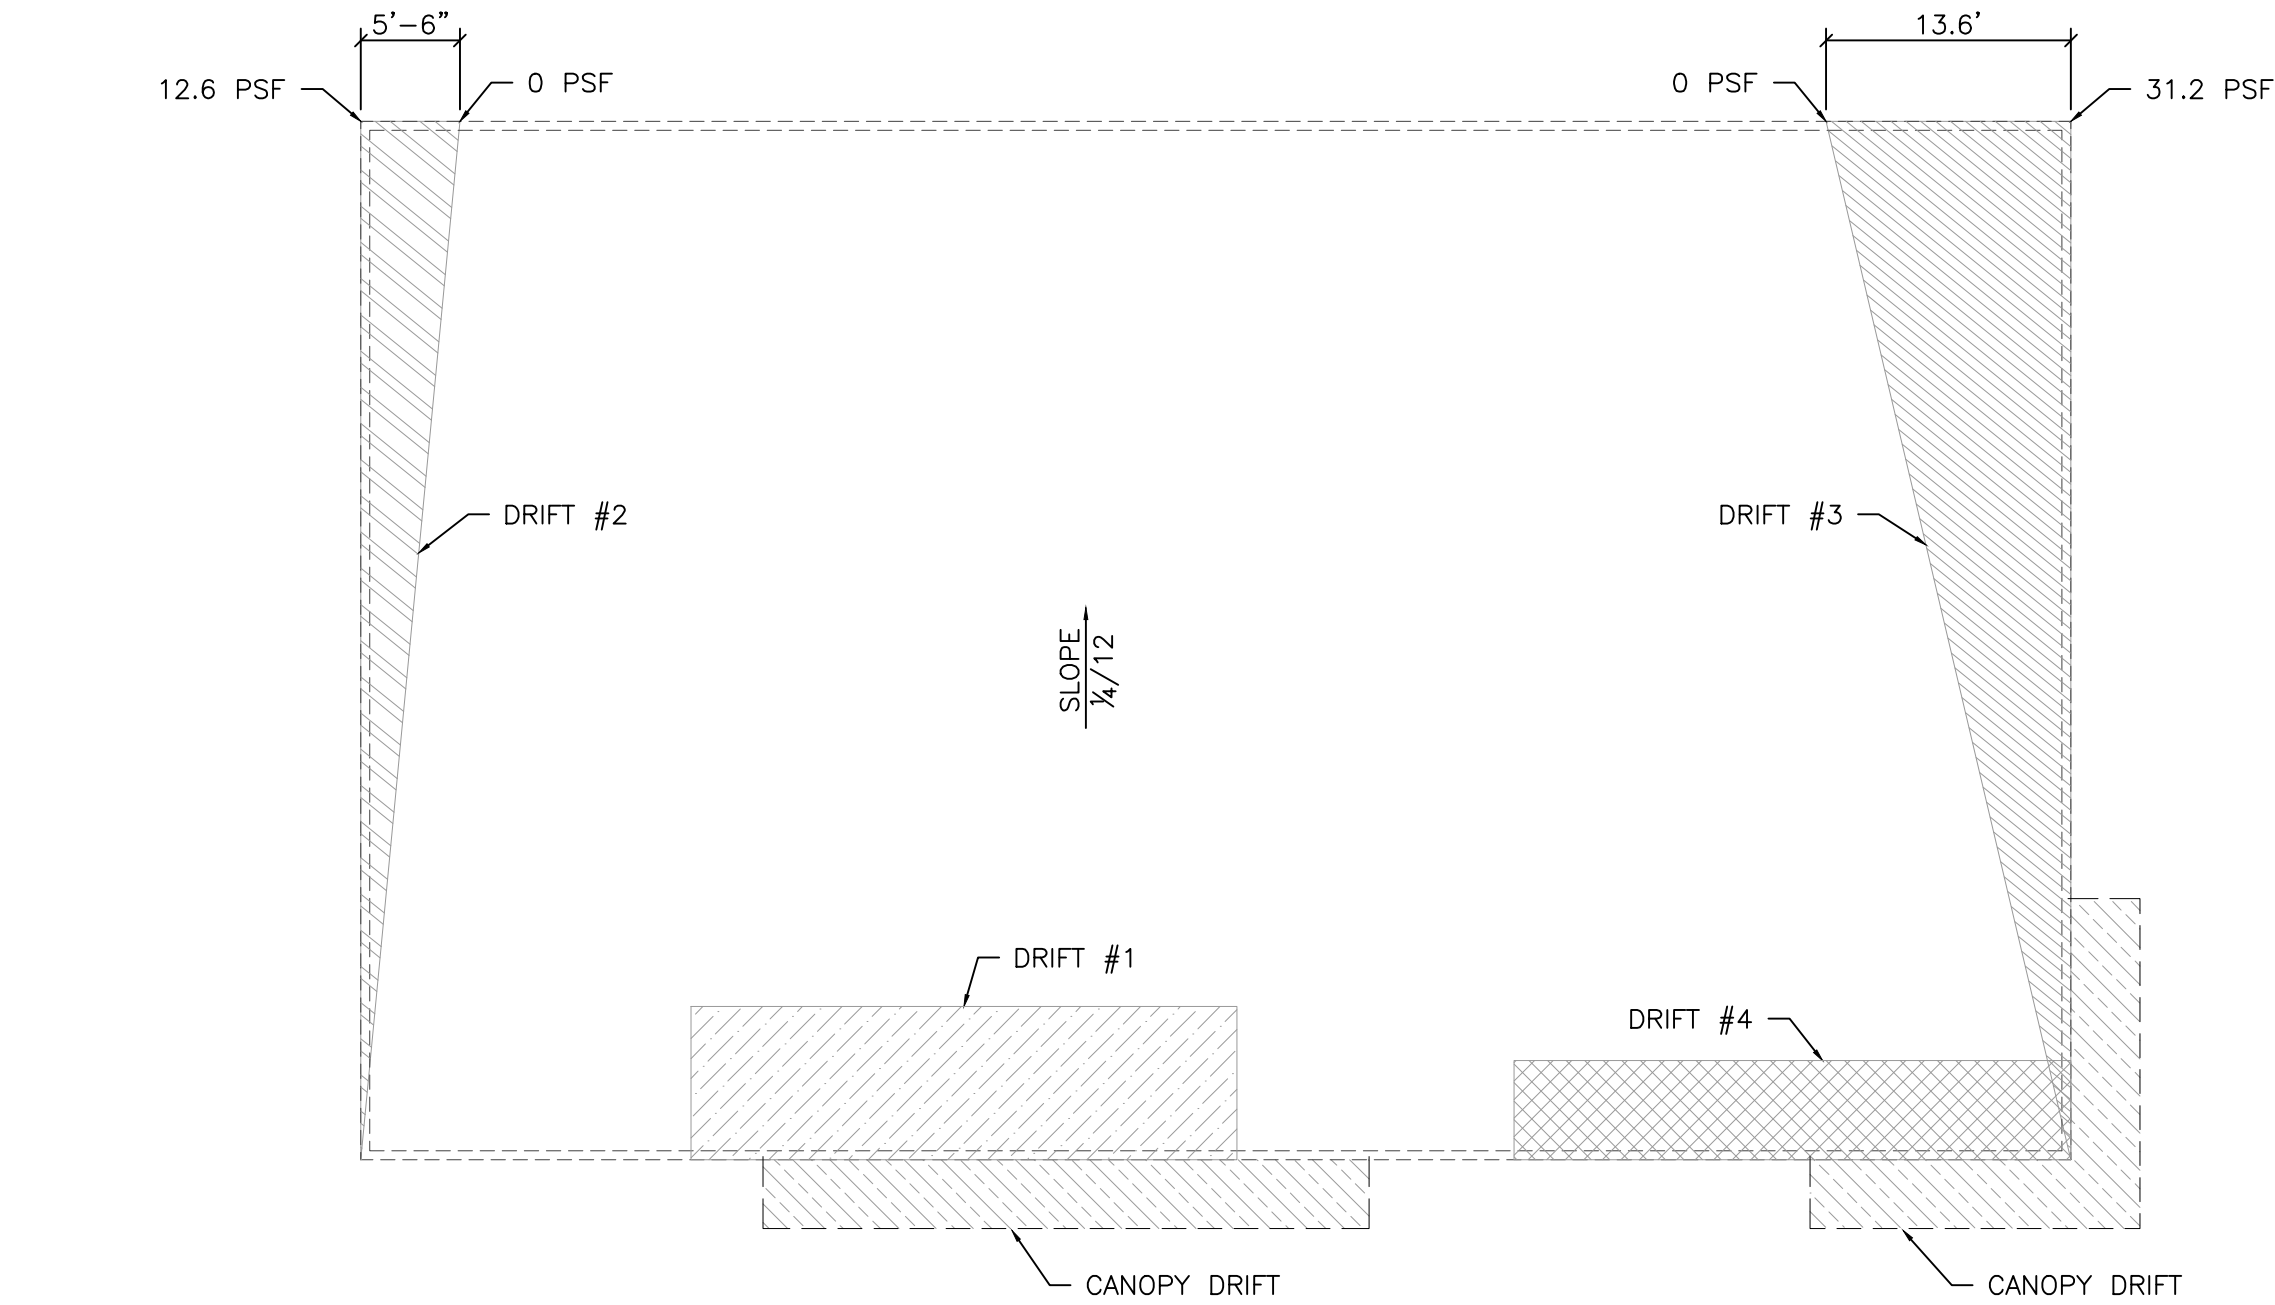 5'-6"
13.6'
12.6 PSF
0 PSF
0 PSF
31.2 PSF
DRIFT #2
DRIFT #3
SLOPE
¼/12
DRIFT #1
DRIFT #4
CANOPY DRIFT
CANOPY DRIFT